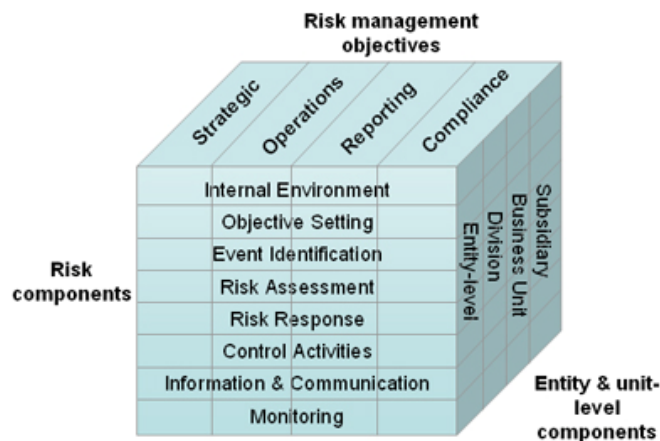 Risk management
objectives
Strategic
Operations
Reporting
Compliance
Internal Environment
Objective Setting
Event Identification
Risk Assessment
Risk Response
Control Activities
Information & Communication
Monitoring
Risk
components
Entity-level
Division
Business Unit
Subsidiary
Entity & unit-
level
components